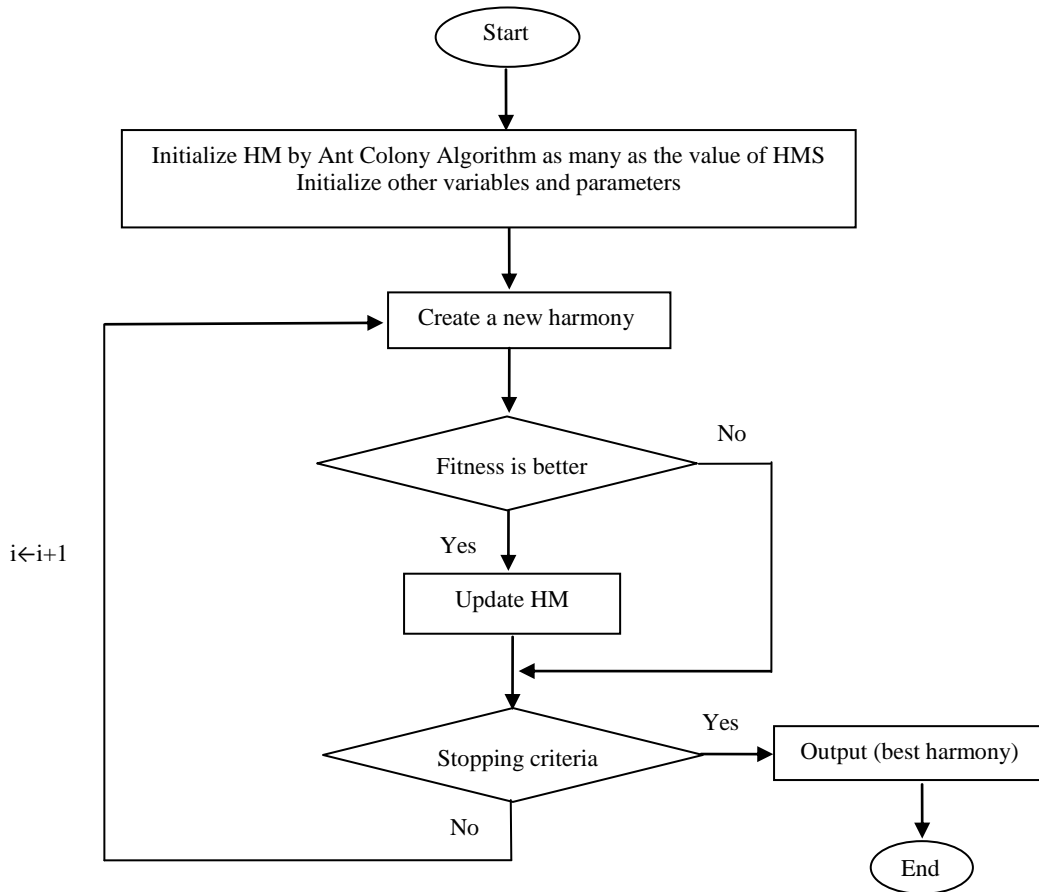 Start
Initialize HM by Ant Colony Algorithm as many as the value of HMS
Initialize other variables and parameters
Create a new harmony
No
Fitness is better
Yes
i←i+1
Update HM
Yes
Stopping criteria
Output (best harmony)
No
End